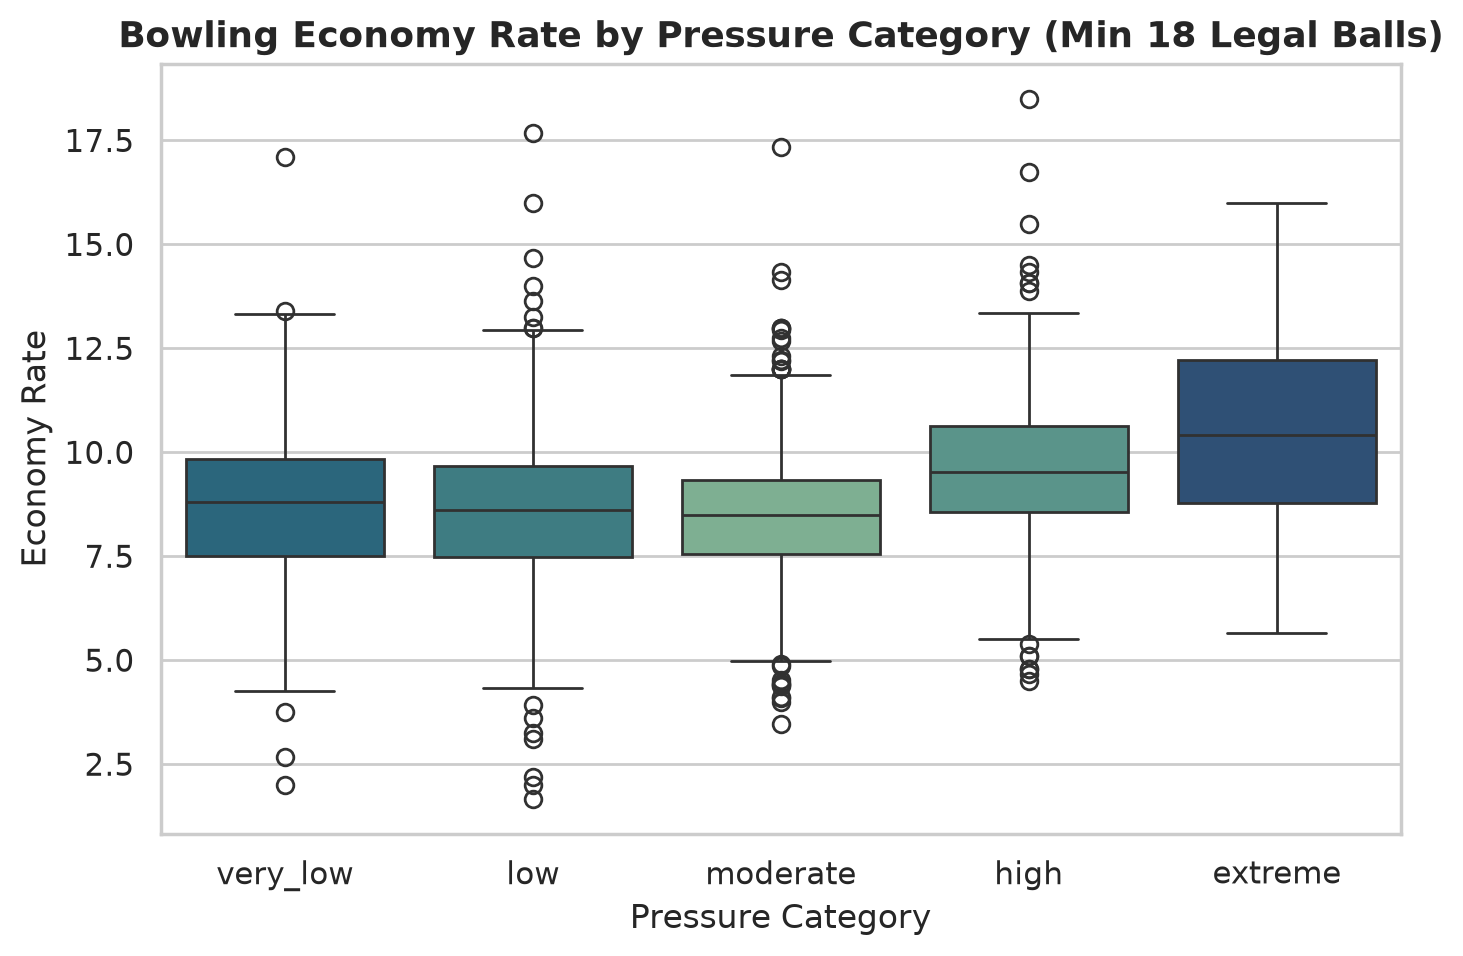 Bowling Economy Rate by Pressure Category (Min 18 Legal Balls)
Economy Rate
17.5
15.0
12.5
10.0
7.5
5.0
2.5
very_low
low
moderate
high
extreme
Pressure Category